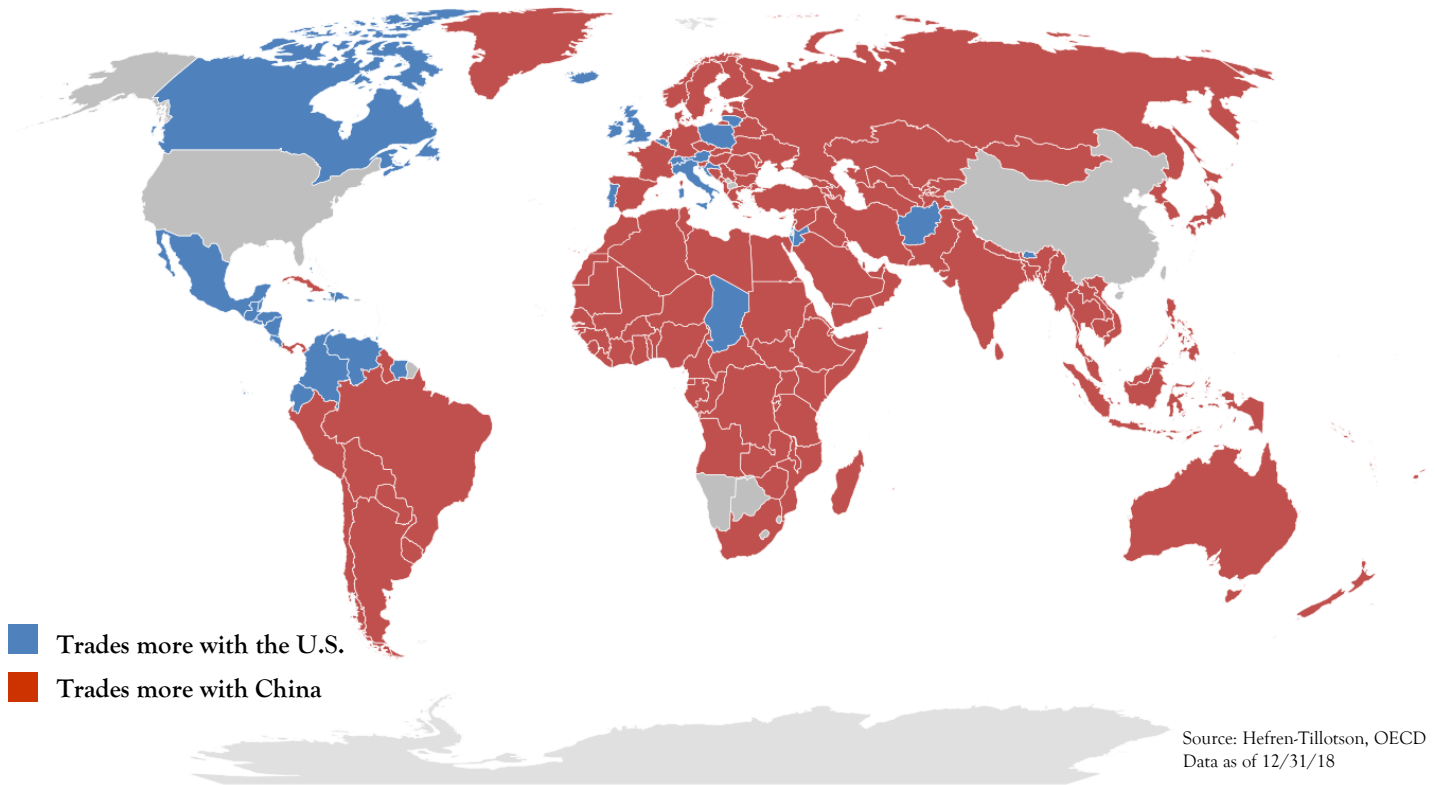 Trades more with the U.S.
Trades more with China
Source: Hefren-Tillotson, OECD
Data as of 12/31/18